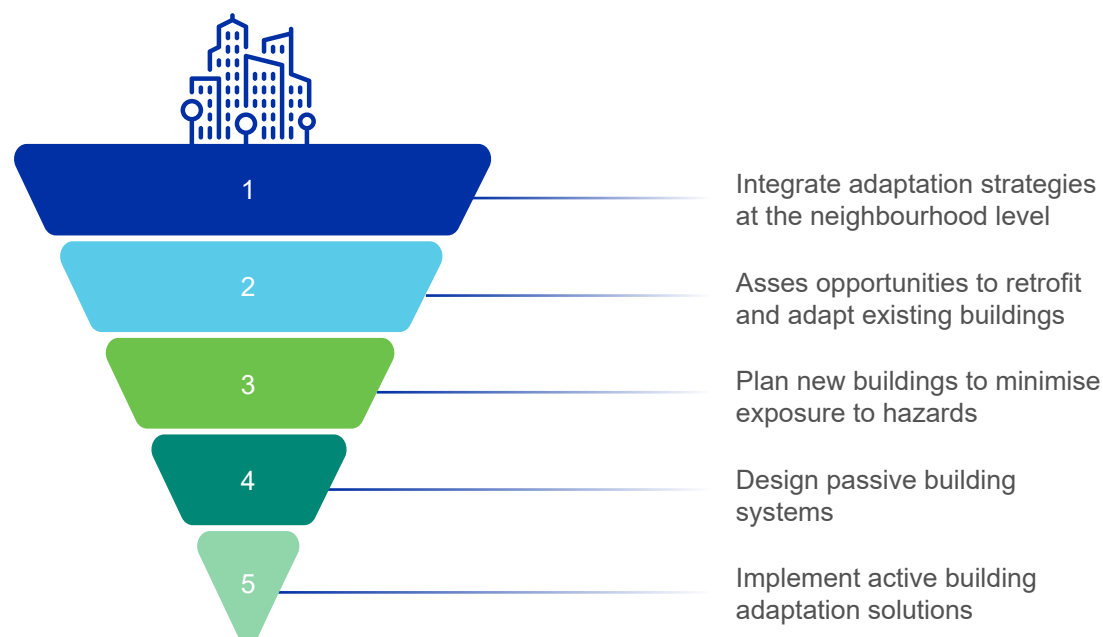 1
Integrate adaptation strategies
at the neighbourhood level
2
Asses opportunities to retrofit
and adapt existing buildings
3
Plan new buildings to minimise
exposure to hazards
4
Design passive building
systems
5
Implement active building
adaptation solutions